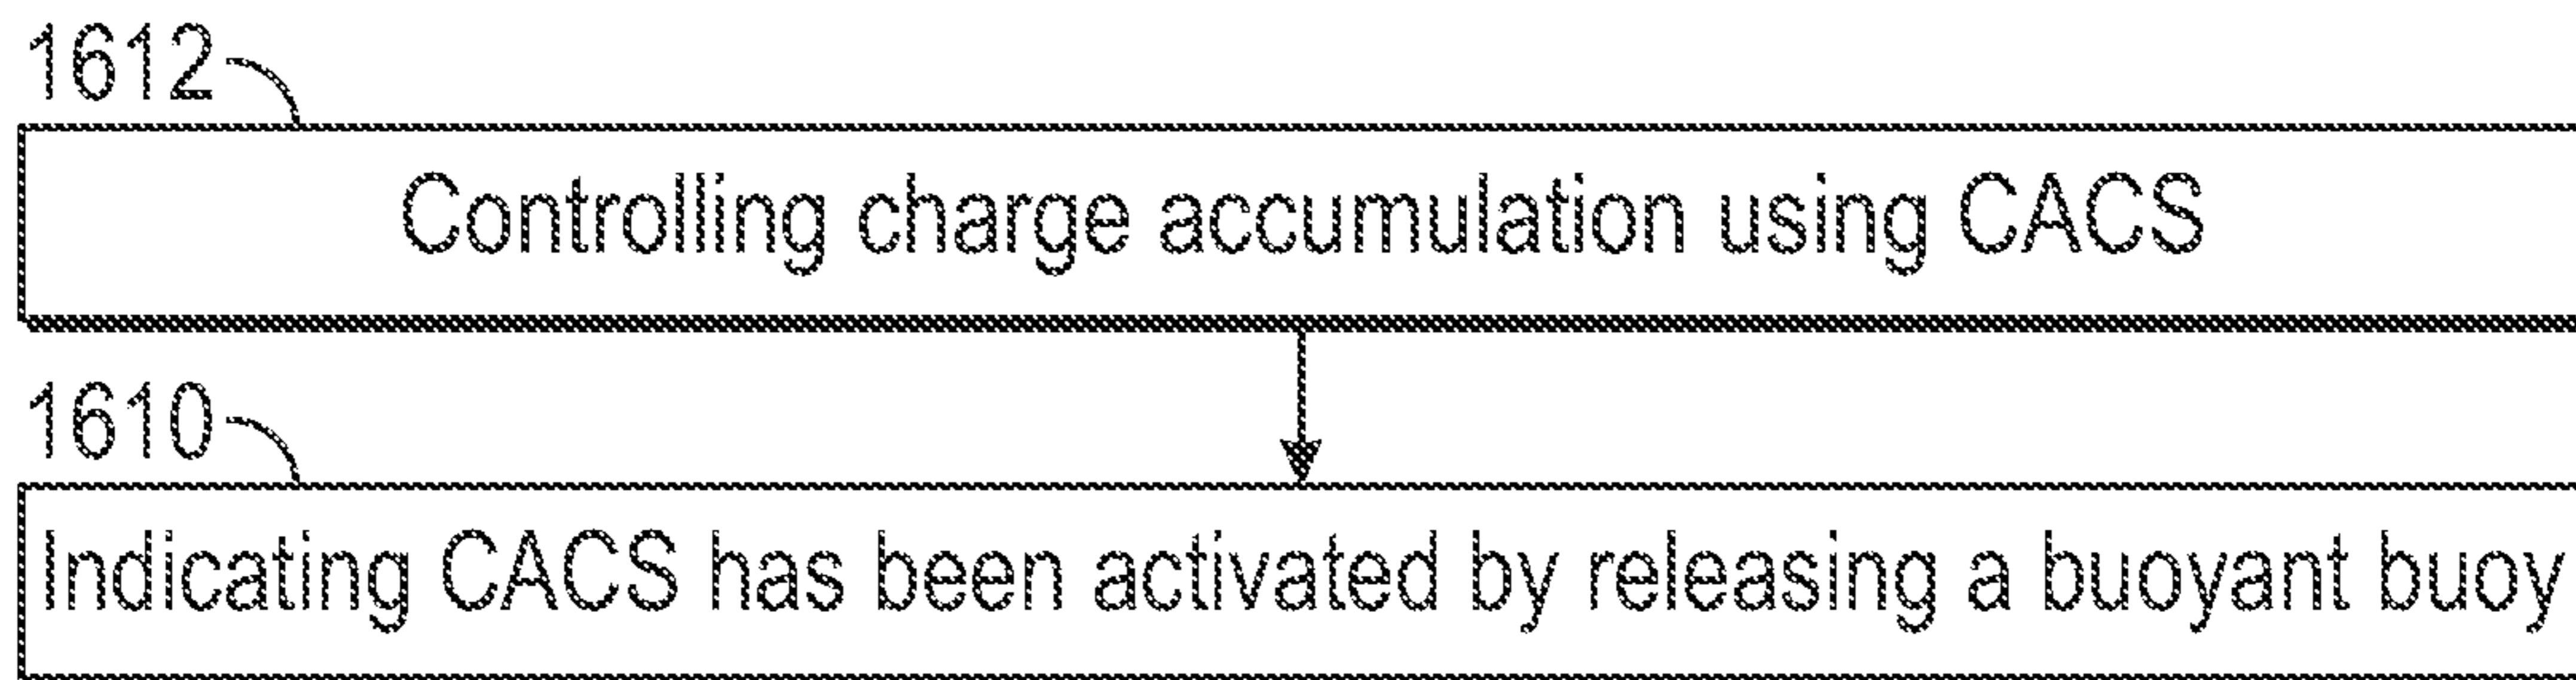 1612
Controlling charge accumulation using CACS
1610
Indicating CACS has been activated by releasing a buoyant buoy